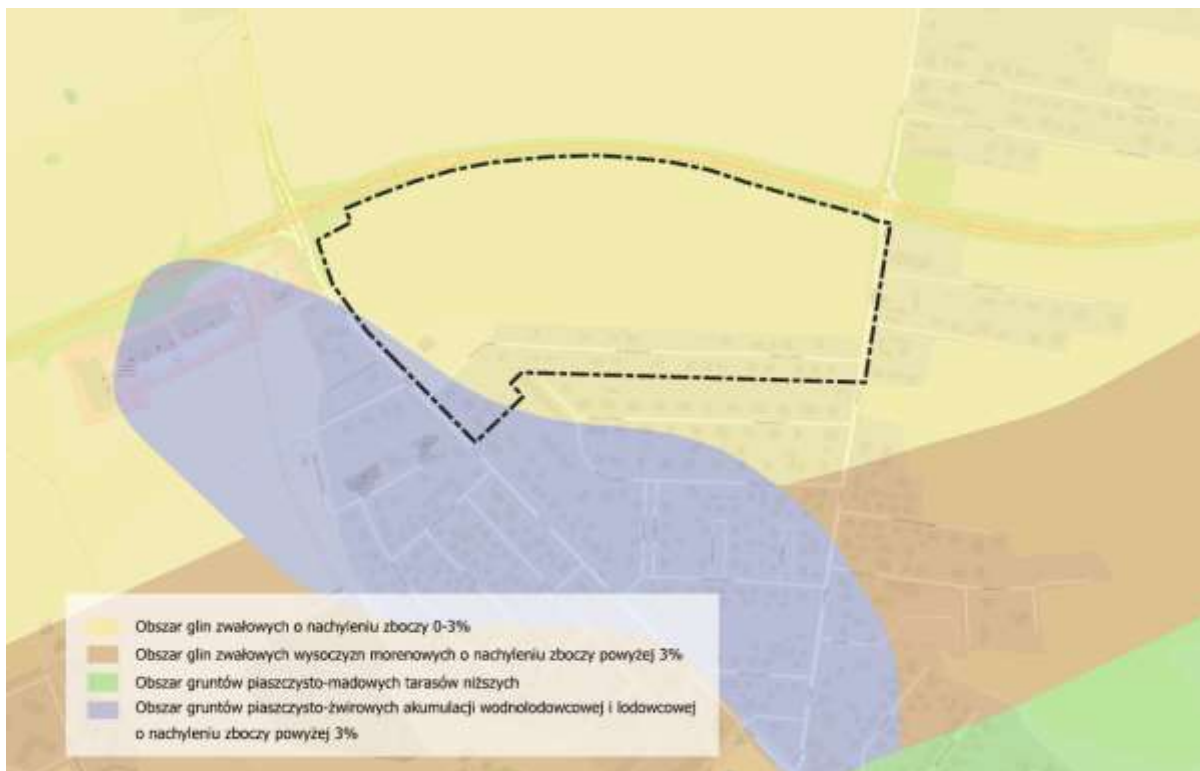 Obszar glin zwałowych o nachyleniu zboczy 0-3%
Obszar glin zwałowych wysoczyzn morenowych o nachyleniu zboczy powyżej 3%
Obszar gruntów piaszczysto-madowych tarasów niższych
Obszar gruntów piaszczysto-żwirowych akumulacji wodnolodowcowej i lodowcowej
o nachyleniu zboczy powyżej 3%